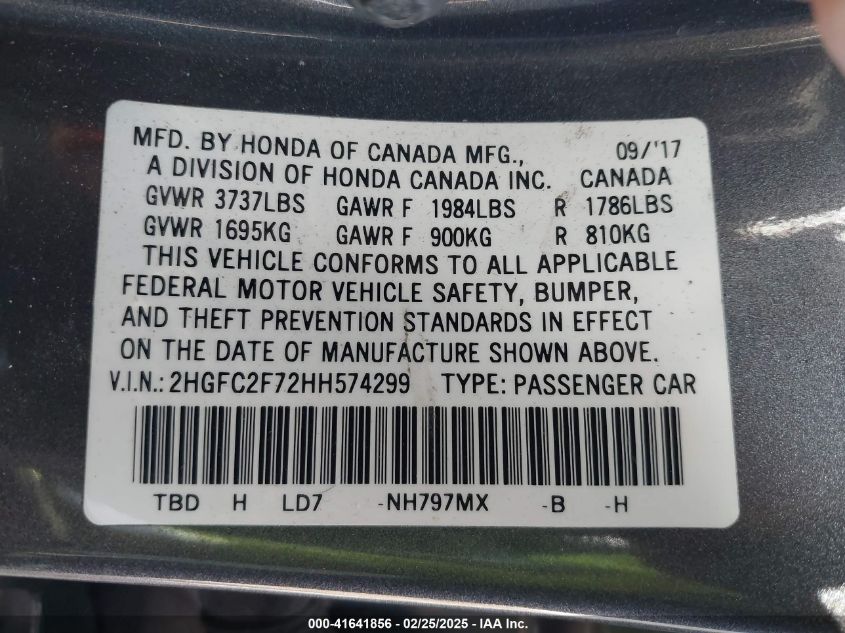 MFD. BY HONDA OF CANADA MFG., 09/'17
A DIVISION OF HONDA CANADA INC. CANADA
GVWR 3737LBS GAWR F 1984LBS R 1786LBS
GVWR 1695KG GAWR F 900KG R 810KG
THIS VEHICLE CONFORMS TO ALL APPLICABLE
FEDERAL MOTOR VEHICLE SAFETY, BUMPER,
AND THEFT PREVENTION STANDARDS IN EFFECT
ON THE DATE OF MANUFACTURE SHOWN ABOVE.
V.I.N.: 2HGFC2F72HH574299 TYPE: PASSENGER CAR
TBD H LD7 -NH797MX -B -H
000-41641856 - 02/25/2025 - IAA Inc.